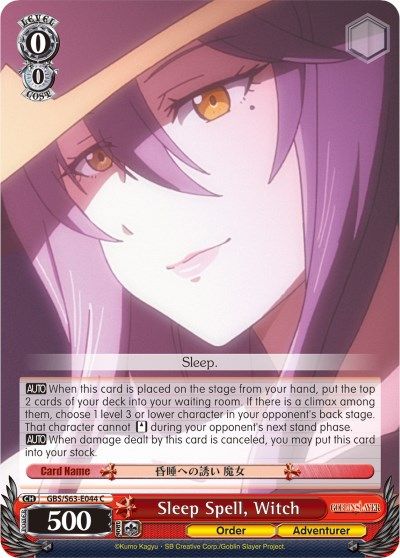 LEVEL
0
0
COST
Sleep.
AUTO When this card is placed on the stage from your hand, put the top
2 cards of your deck into your waiting room. If there is a climax among
them, choose 1 level 3 or lower character in your opponent's back stage.
That character cannot during your opponent's next stand phase.
AUTO When damage dealt by this card is canceled, you may put this card
into stock.
Card Name 昏睡への誘い 魔女
CH GBS/S63-E044 C
POWER 500 SOUL Sleep Spell, Witch GOBLIN SLAYER
Order Adventurer
©Kumo Kagyu・SB Creative Corp./Goblin Slayer Project.